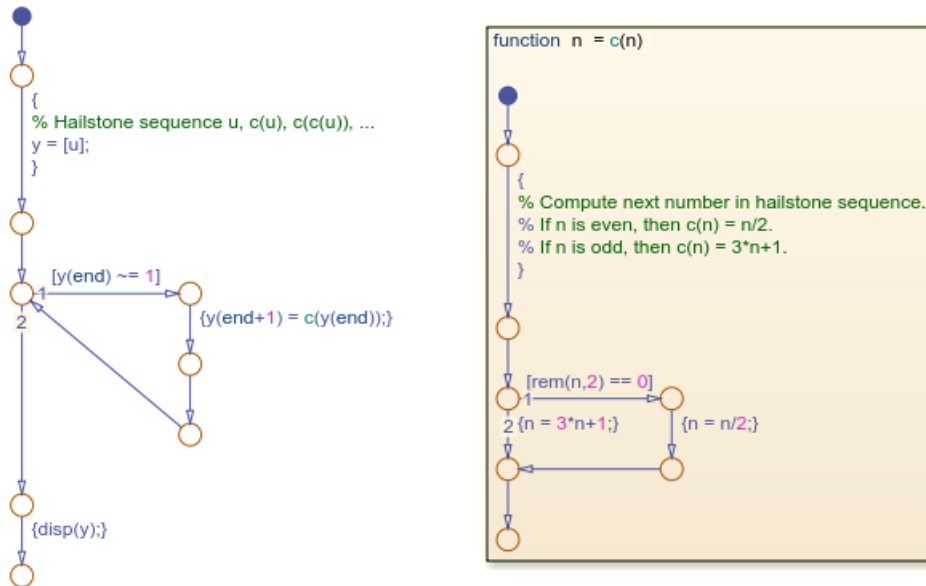 {
% Hailstone sequence u, c(u), c(c(u)), ...
y = [u];
}
[y(end) ~= 1]
1
2
{y(end+1) = c(y(end));}
{disp(y);}
function n = c(n)
{
% Compute next number in hailstone sequence.
% If n is even, then c(n) = n/2.
% If n is odd, then c(n) = 3*n+1.
}
[rem(n,2) == 0]
1
2 {n = 3*n+1;} {n = n/2;}